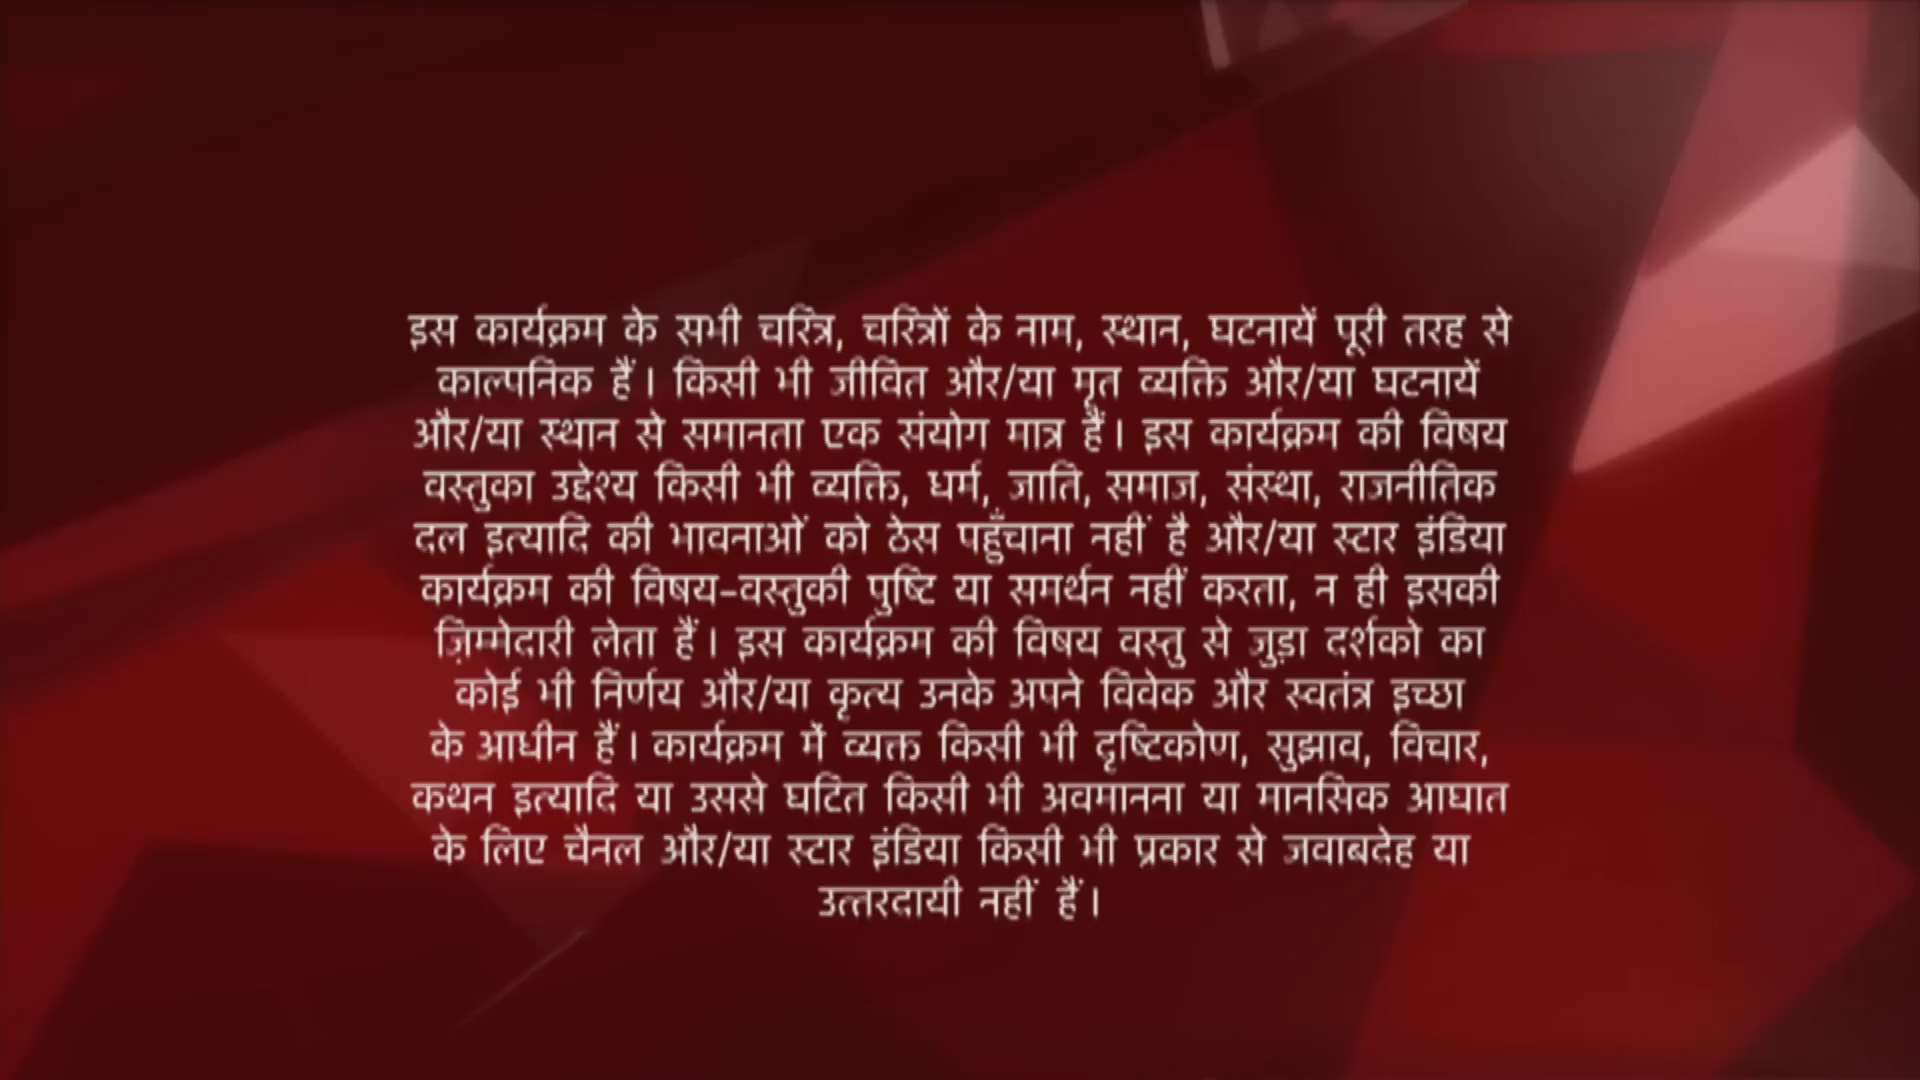 इस कार्यक्रम के सभी चरित्र, चरित्रों के नाम, स्थान, घटनायें पूरी तरह से
काल्पनिक हैं। किसी भी जीवित और/या मृत व्यक्ति और/या घटनायें
और/या स्थान से समानता एक संयोग मात्र हैं। इस कार्यक्रम की विषय
वस्तुका उद्देश्य किसी भी व्यक्ति, धर्म, जाति, समाज, संस्था, राजनीतिक
दल इत्यादि की भावनाओं को ठेस पहुँचाना नहीं है और/या स्टार इंडिया
कार्यक्रम की विषय–वस्तुकी पुष्टि या समर्थन नहीं करता, न ही इसकी
ज़िम्मेदारी लेता हैं। इस कार्यक्रम की विषय वस्तु से जुड़ा दर्शको का
कोई भी निर्णय और/या कृत्य उनके अपने विवेक और स्वतंत्र इच्छा
के आधीन हैं। कार्यक्रम में व्यक्त किसी भी दृष्टिकोण, सुझाव, विचार,
कथन इत्यादि या उससे घटित किसी भी अवमानना या मानसिक आघात
के लिए चैनल और/या स्टार इंडिया किसी भी प्रकार से जवाबदेह या
उत्तरदायी नहीं हैं।